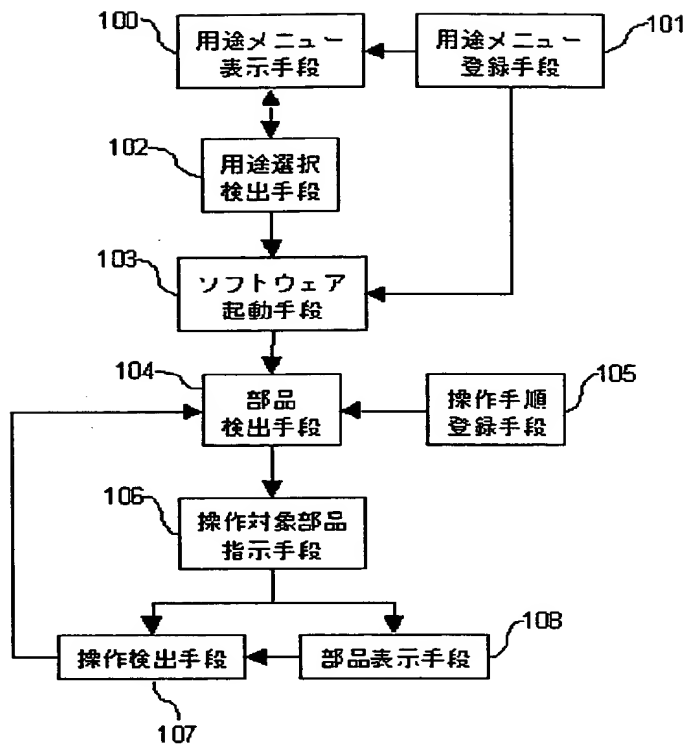 100
用途メニュー
表示手段
用途メニュー
登録手段
101
102
用途選択
検出手段
103
ソフトウェア
起動手段
104
部品
検出手段
操作手順
登録手段
105
106
操作対象部品
指示手段
操作検出手段
107
部品表示手段
108